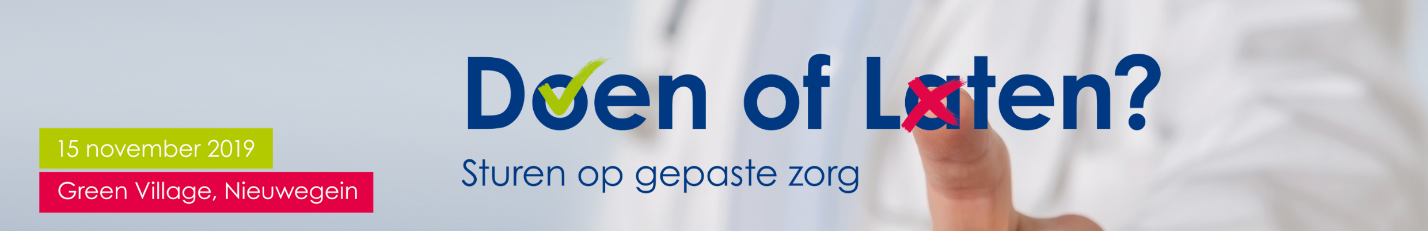 Doen of Laten?
Sturen op gepaste zorg
15 november 2019
Green Village, Nieuwegein